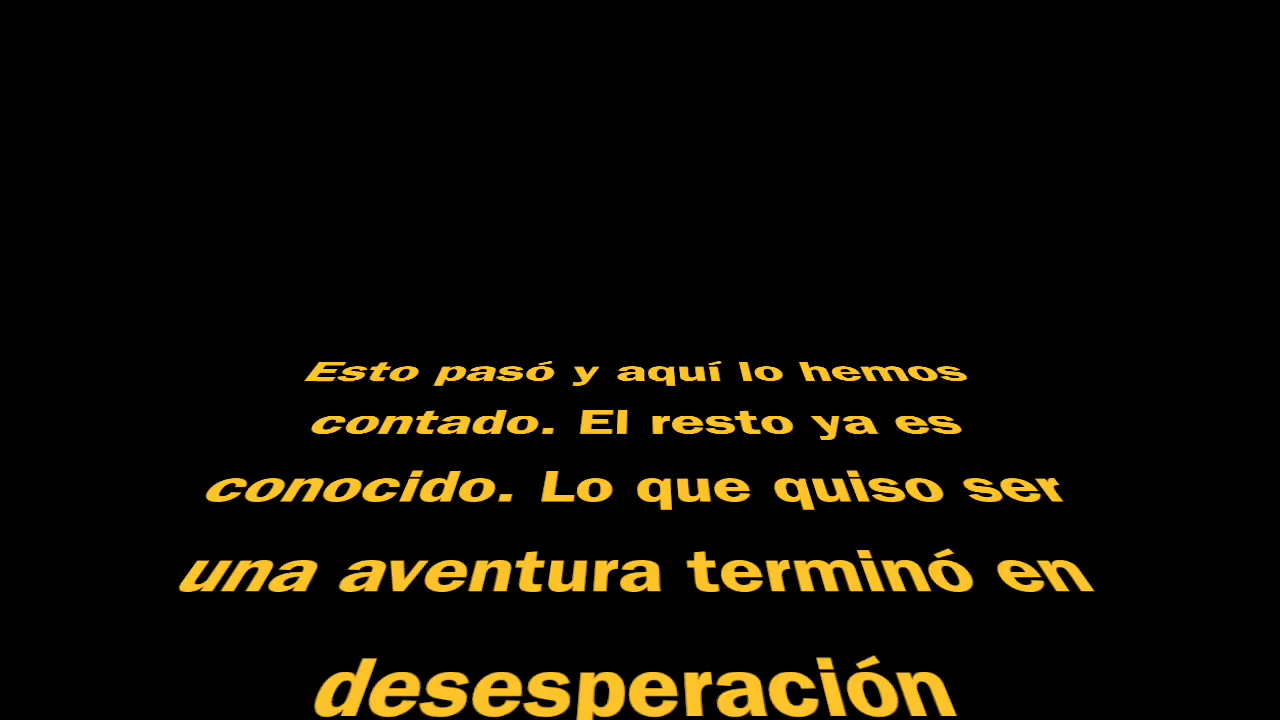 Esto pasó y aquí lo hemos
contado. El resto ya es
conocido. Lo que quiso ser
una aventura terminó en
desesperación